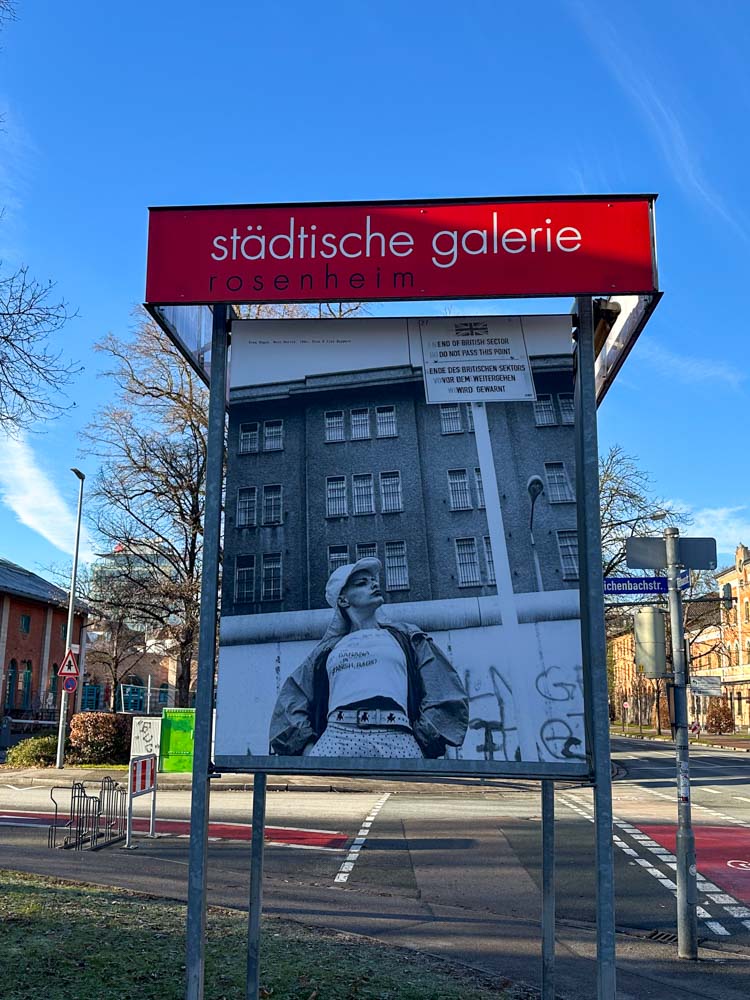 städtische galerie
rosenheim
END OF BRITISH SECTOR
DO NOT PASS THIS POINT
ENDE DES BRITISCHEN SEKTORS
VOR DEM WEITERGEHEN
WIRD GEWARNT
ichenbachstr.